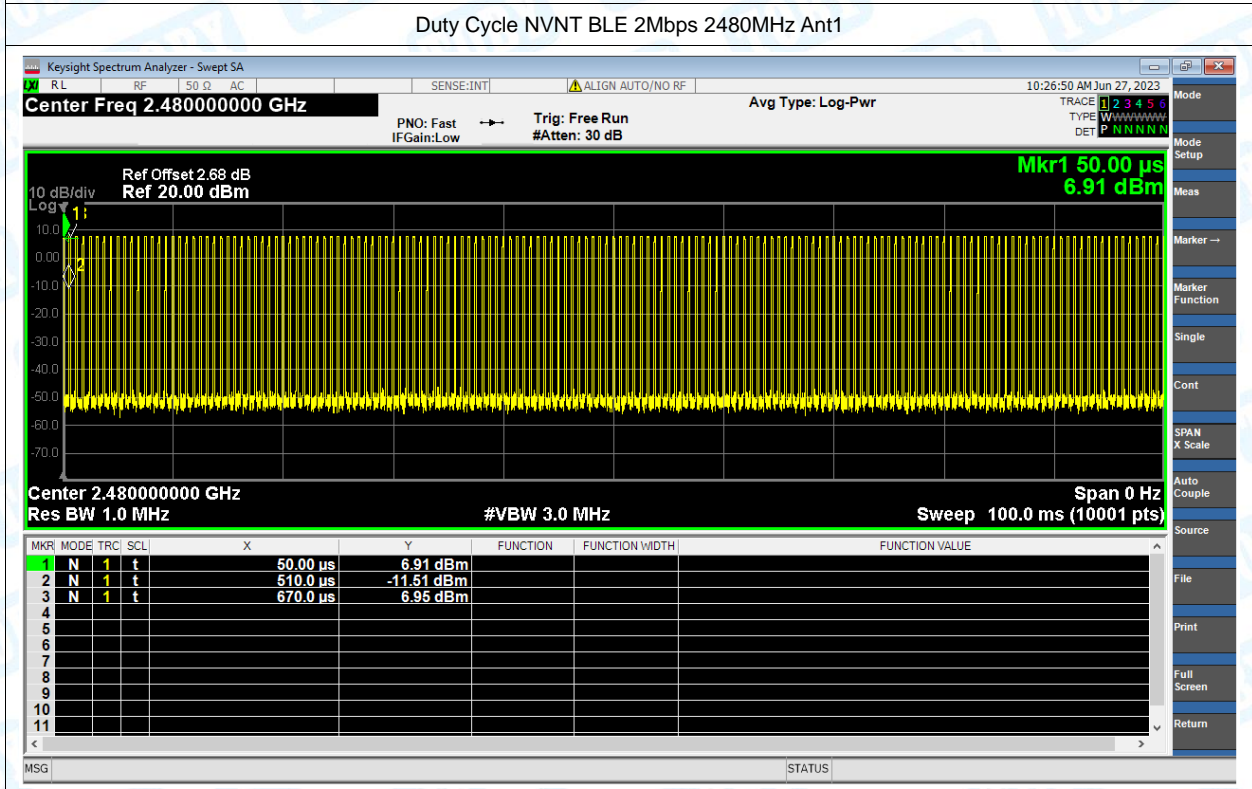 Duty Cycle NVNT BLE 2Mbps 2480MHz Ant1
Keysight Spectrum Analyzer - Swept SA
LXI RL RF 50 Ω AC SENSE:INT ALIGN AUTO/NO RF 10:26:50 AM Jun 27, 2023
Center Freq 2.480000000 GHz
PNO: Fast
IFGain:Low
Trig: Free Run
#Atten: 30 dB
Avg Type: Log-Pwr
TRACE 1 2 3 4 5 6
TYPE WWWWWW
DET P N N N N N
Mkr1 50.00 µs
6.91 dBm
Ref Offset 2.68 dB
10 dB/div Ref 20.00 dBm
Log
1
2
10.0
0.00
-10.0
-20.0
-30.0
-40.0
-50.0
-60.0
-70.0
Center 2.480000000 GHz Span 0 Hz
Res BW 1.0 MHz #VBW 3.0 MHz Sweep 100.0 ms (10001 pts)
MKR MODE TRC SCL X Y FUNCTION FUNCTION WIDTH FUNCTION VALUE
1 N 1 t 50.00 µs 6.91 dBm
2 N 1 t 510.0 µs -11.51 dBm
3 N 1 t 670.0 µs 6.95 dBm
4
5
6
7
8
9
10
11
MSG STATUS
Mode
Mode Setup
Meas
Marker→
Marker Function
Single
Cont
SPAN X Scale
Auto Couple
Source
File
Print
Full Screen
Return